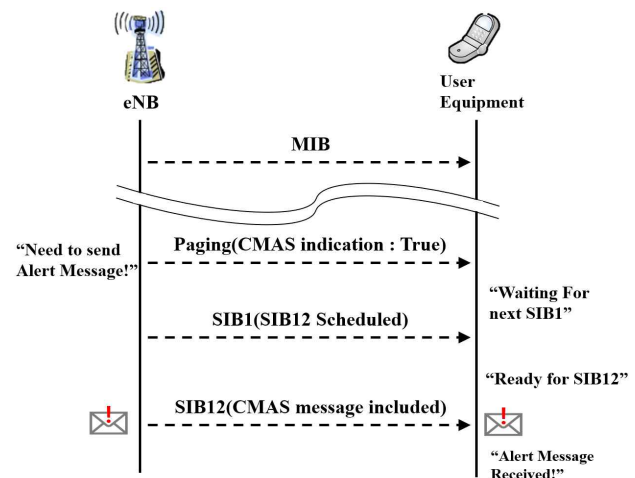 eNB
User
Equipment
MIB
“Need to send
Alert Message!”
Paging(CMAS indication : True)
“Waiting For
next SIB1”
SIB1(SIB12 Scheduled)
“Ready for SIB12”
SIB12(CMAS message included)
“Alert Message
Received!”